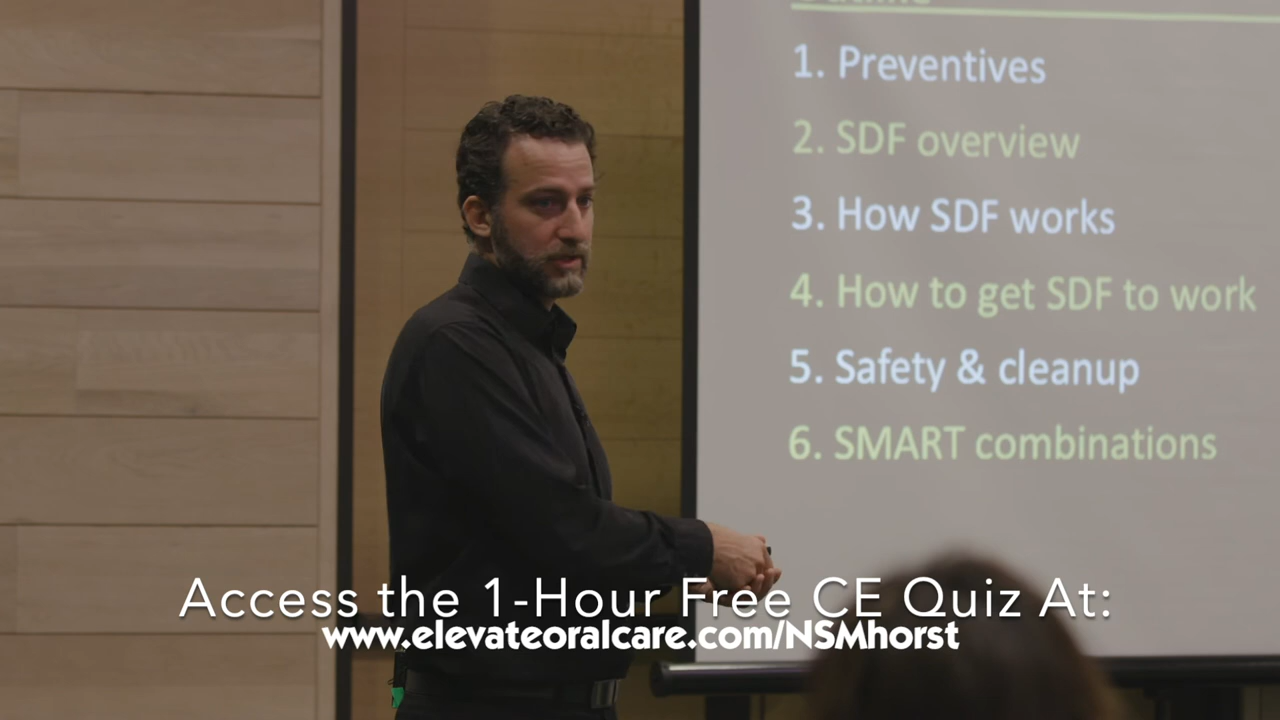 1. Preventives
2. SDF overview
3. How SDF works
4. How to get SDF to work
5. Safety & cleanup
6. SMART combinations
Access the 1-Hour Free CE Quiz At:
www.elevateoralcare.com/NSMhorst